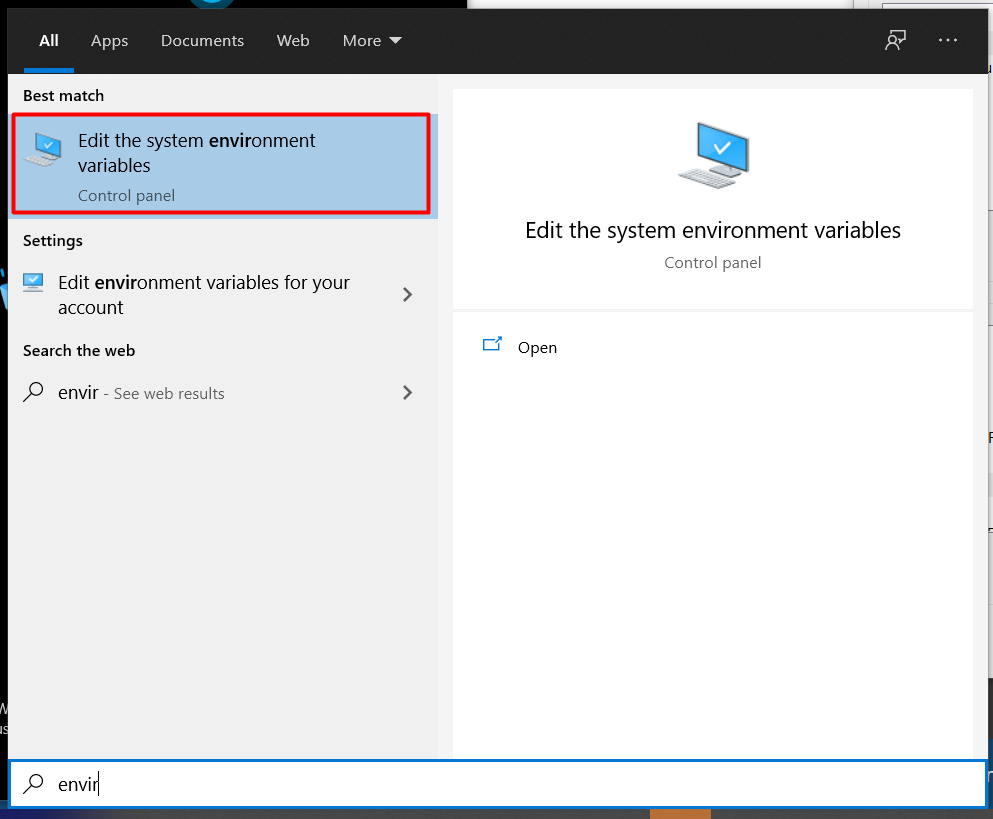 All Apps Documents Web More
Best match
Edit the system environment
variables
Control panel
Settings
Edit environment variables for your
account
Search the web
envir - See web results
Edit the system environment variables
Control panel
Open
envir